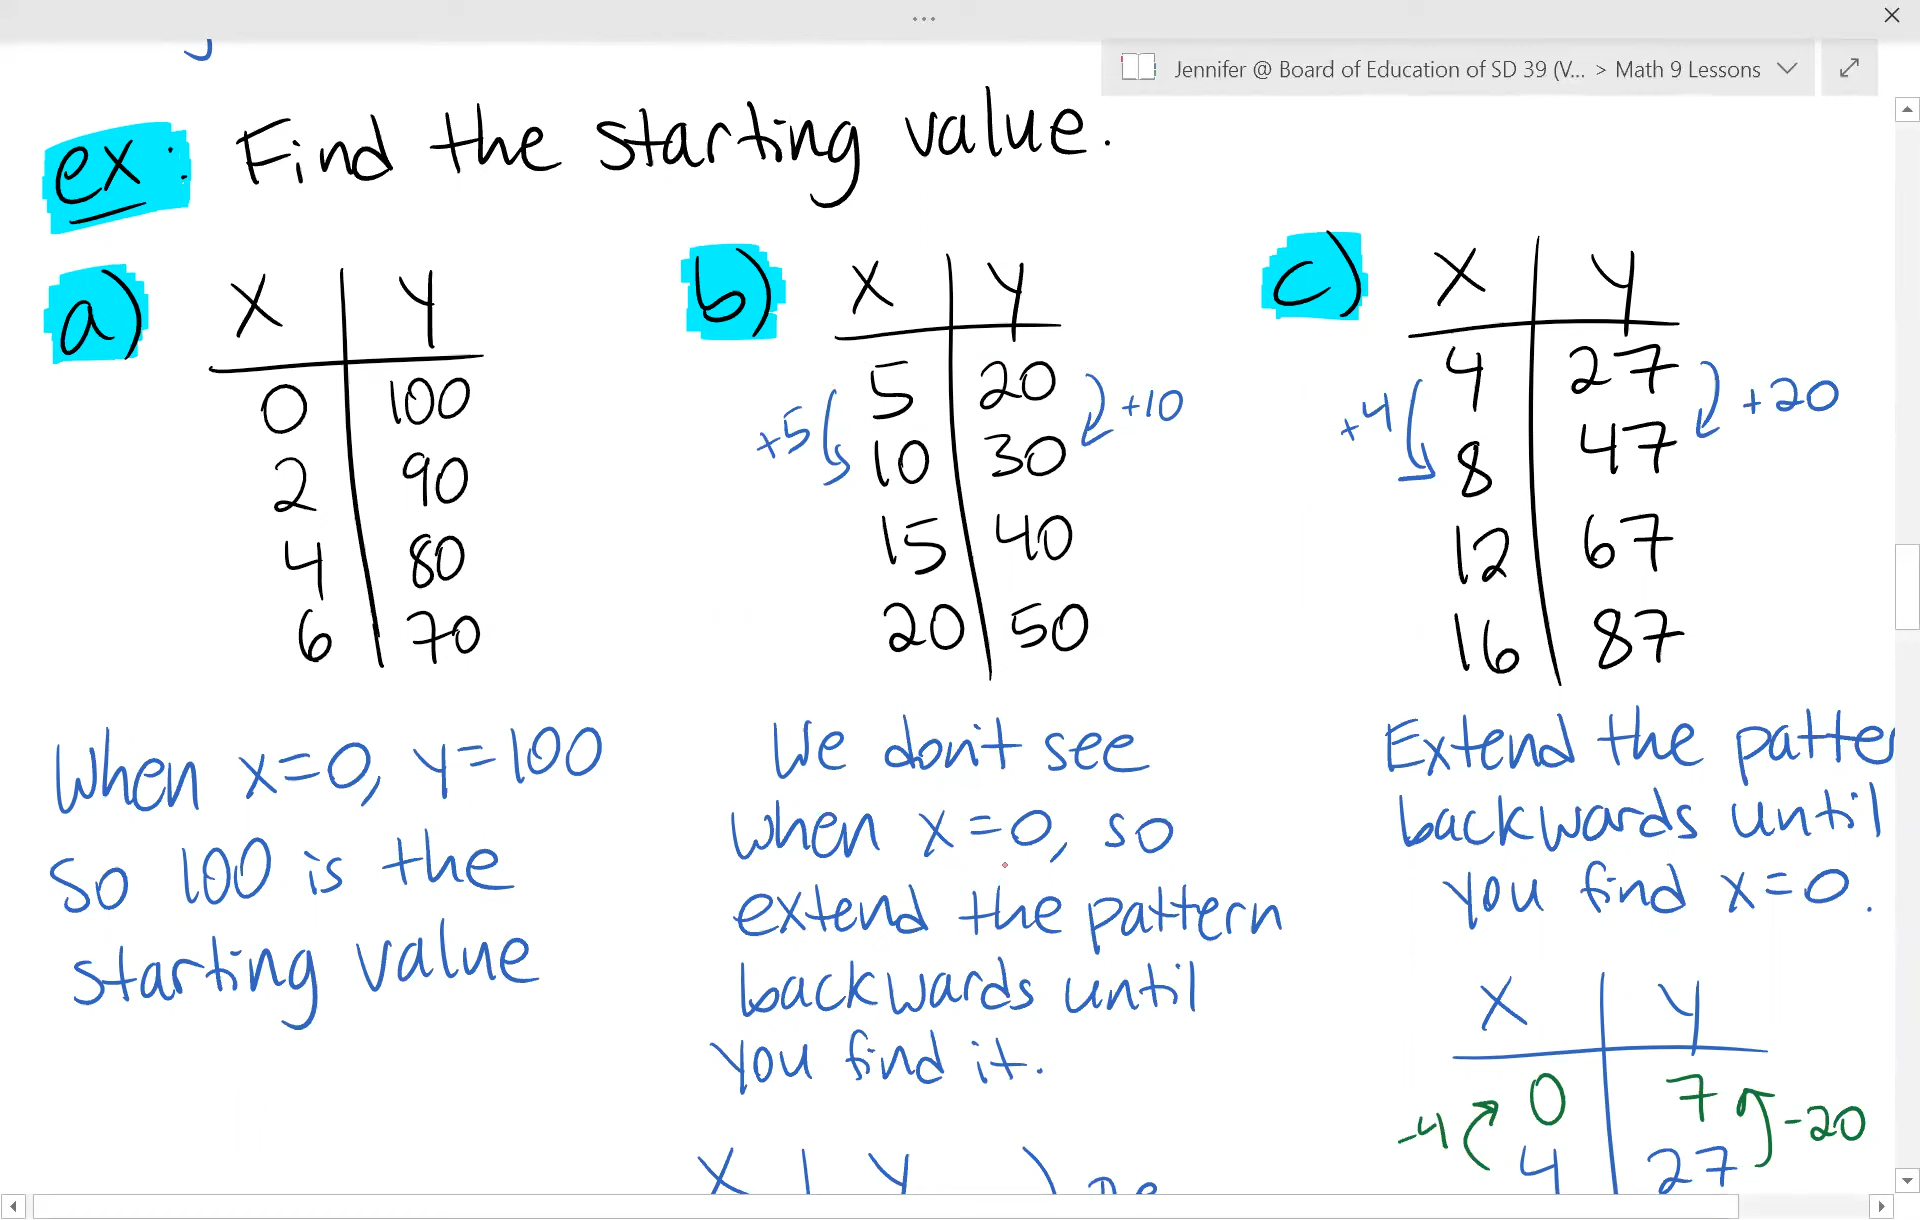 Jennifer @ Board of Education of SD 39 (V... > Math 9 Lessons
ex: Find the starting value.
a)
X Y
0 100
2 90
4 80
6 70
When x=0, y=100
So 100 is the
starting value
b)
X Y
5 20
10 30
15 40
20 50
+5
+10
We don't see
when x=0, so
extend the pattern
backwards until
you find it.
X Y
c)
X Y
4 27
8 47
12 67
16 87
+4
+20
Extend the patter
backwards until
you find x=0.
X Y
0 7
4 27
-4
-20